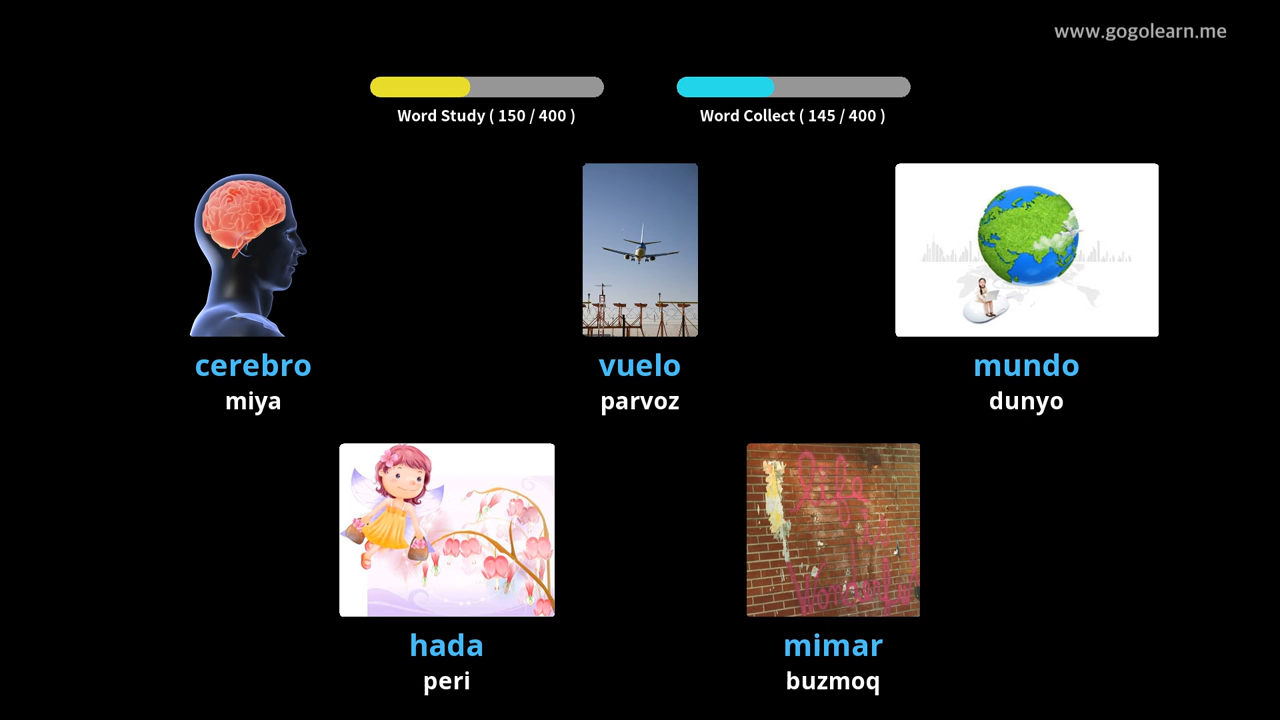 www.gogolearn.me
Word Study ( 150 / 400 )
Word Collect ( 145 / 400 )
cerebro
miya
vuelo
parvoz
mundo
dunyo
hada
peri
mimar
buzmoq
life